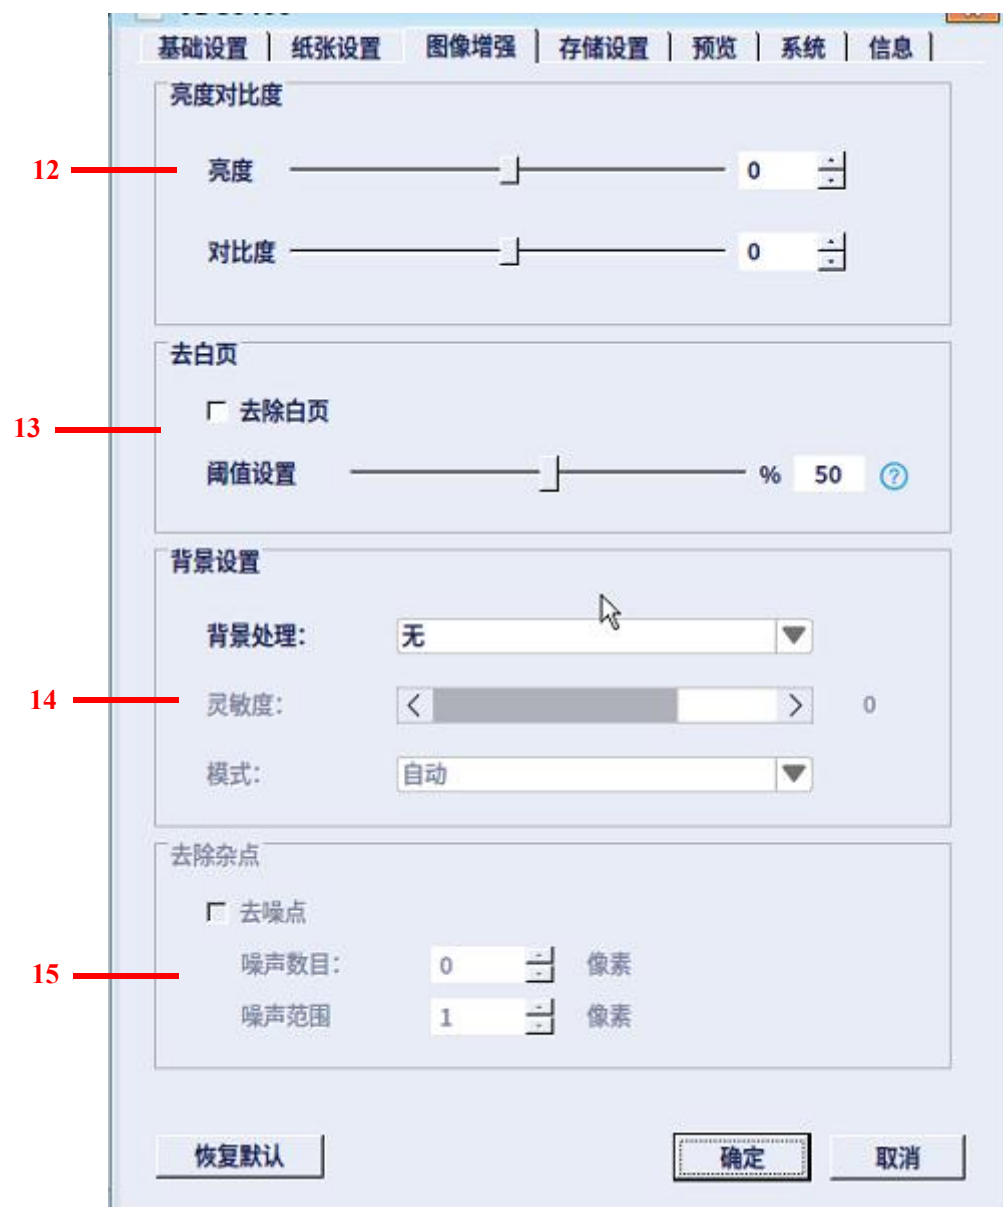 基础设置 纸张设置 图像增强 存储设置 预览 系统 信息
亮度对比度
12 亮度 0
对比度 0
去白页
13 去除白页
阈值设置 % 50 ?
背景设置
背景处理: 无
14 灵敏度: 0
模式: 自动
去除杂点
去噪点
15 噪声数目: 0 像素
噪声范围 1 像素
恢复默认 确定 取消